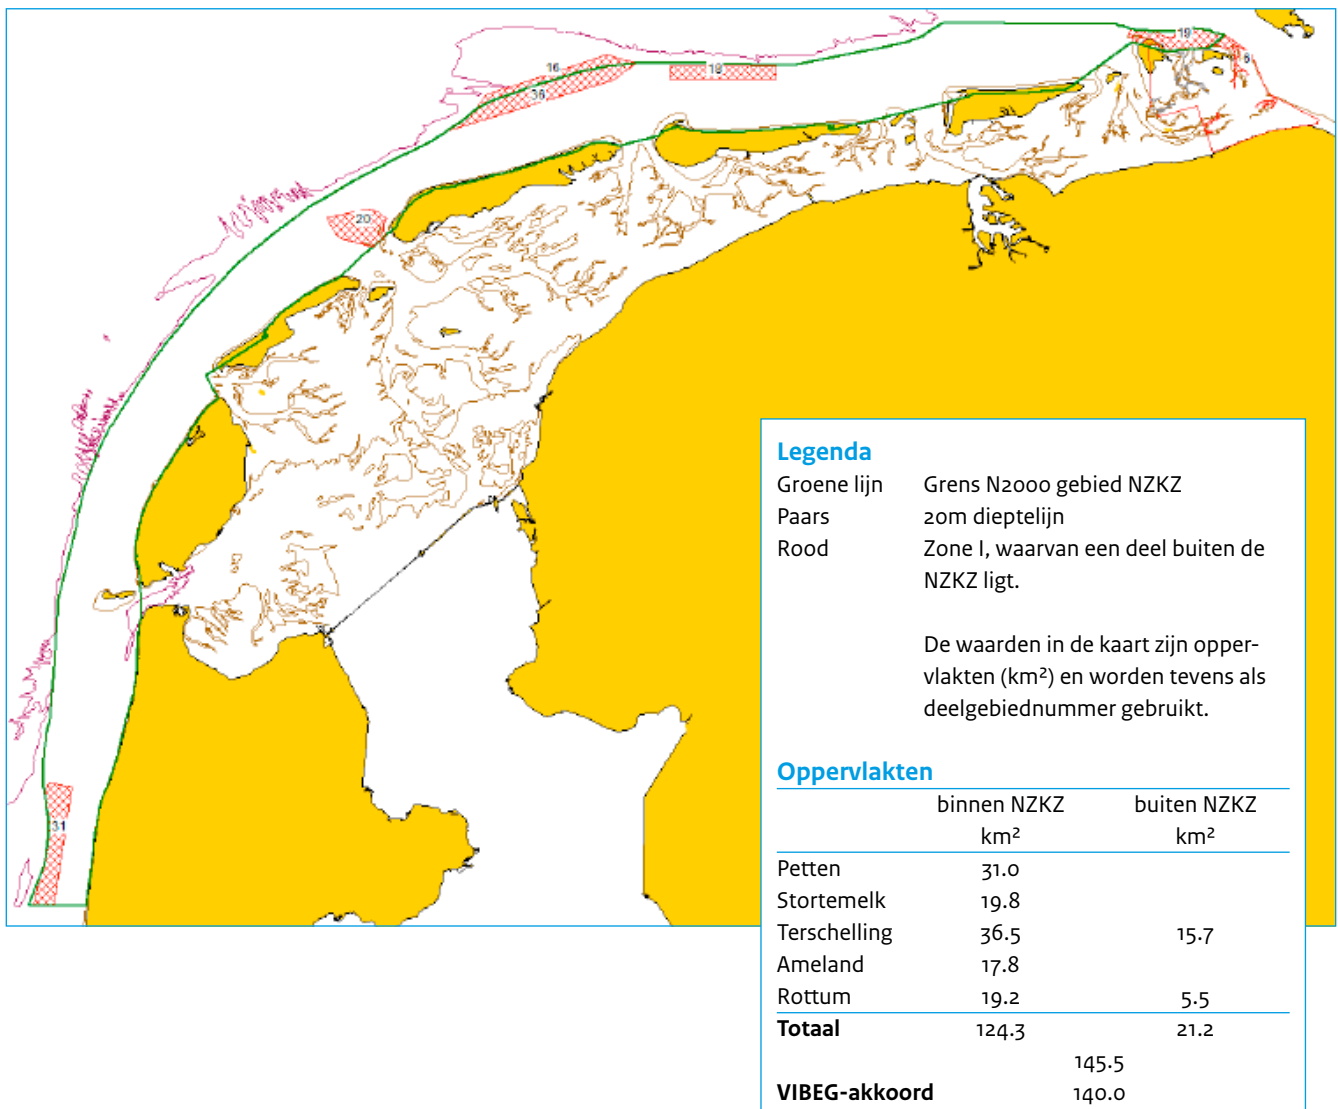 19
6
16
36
18
20
31
Legenda
Groene lijn Grens N2000 gebied NZKZ
Paars 20m dieptelijn
Rood Zone I, waarvan een deel buiten de
NZKZ ligt.
De waarden in de kaart zijn opper-
vlakten (km²) en worden tevens als
deelgebiednummer gebruikt.
Oppervlakten
binnen NZKZ buiten NZKZ
km² km²
Petten 31.0
Stortemelk 19.8
Terschelling 36.5 15.7
Ameland 17.8
Rottum 19.2 5.5
Totaal 124.3 21.2
145.5
VIBEG-akkoord 140.0